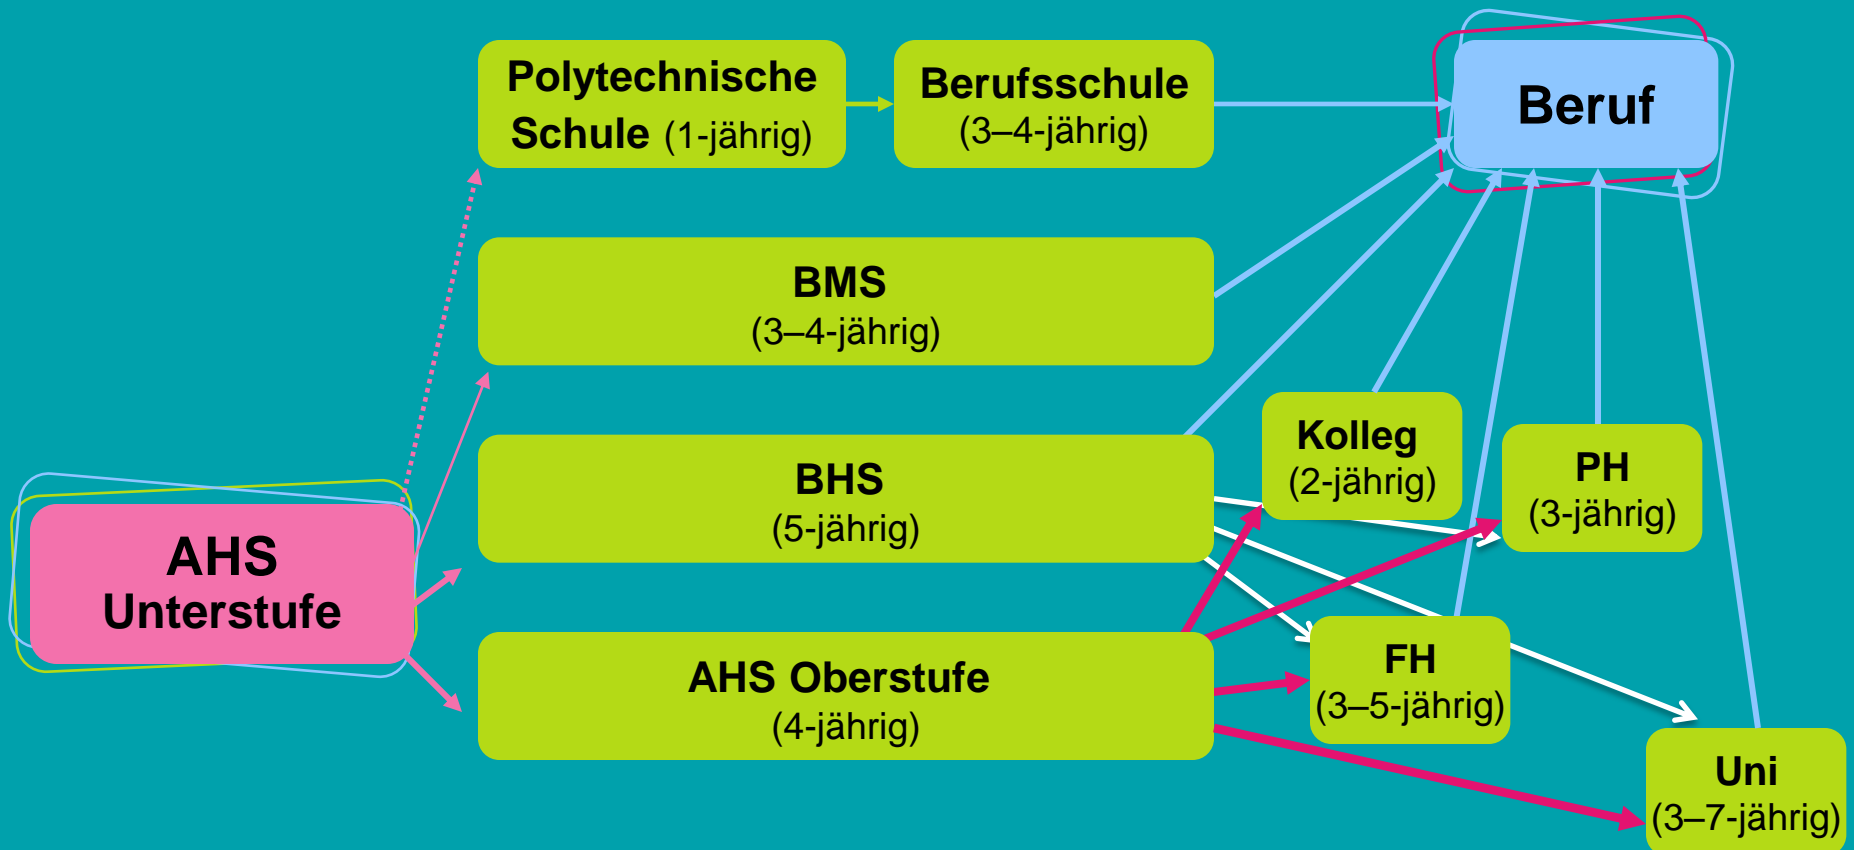 Polytechnische
Schule (1-jährig)
Berufsschule
(3–4-jährig)
Beruf
BMS
(3–4-jährig)
BHS
(5-jährig)
Kolleg
(2-jährig)
PH
(3-jährig)
AHS
Unterstufe
AHS Oberstufe
(4-jährig)
FH
(3–5-jährig)
Uni
(3–7-jährig)